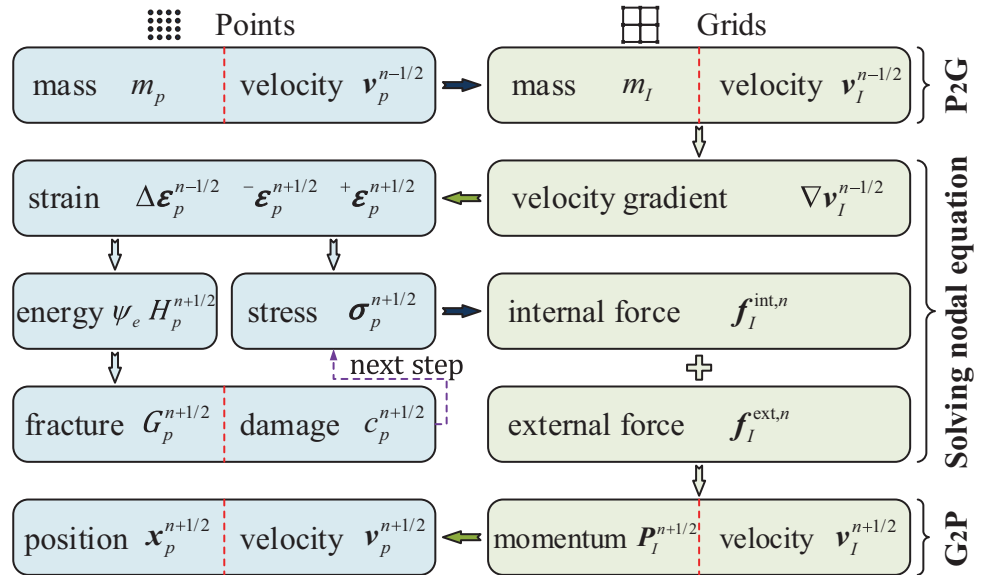 Points Grids
mass m_p velocity v_p^{n-1/2} mass m_I velocity v_I^{n-1/2} P2G
strain Δε_p^{n-1/2} ^-ε_p^{n+1/2} ^+ε_p^{n+1/2} velocity gradient ∇v_I^{n-1/2}
energy ψ_e H_p^{n+1/2} stress σ_p^{n+1/2} internal force f_I^{int,n}
next step
fracture G_p^{n+1/2} damage c_p^{n+1/2} external force f_I^{ext,n}
Solving nodal equation
position x_p^{n+1/2} velocity v_p^{n+1/2} momentum P_I^{n+1/2} velocity v_I^{n+1/2} G2P